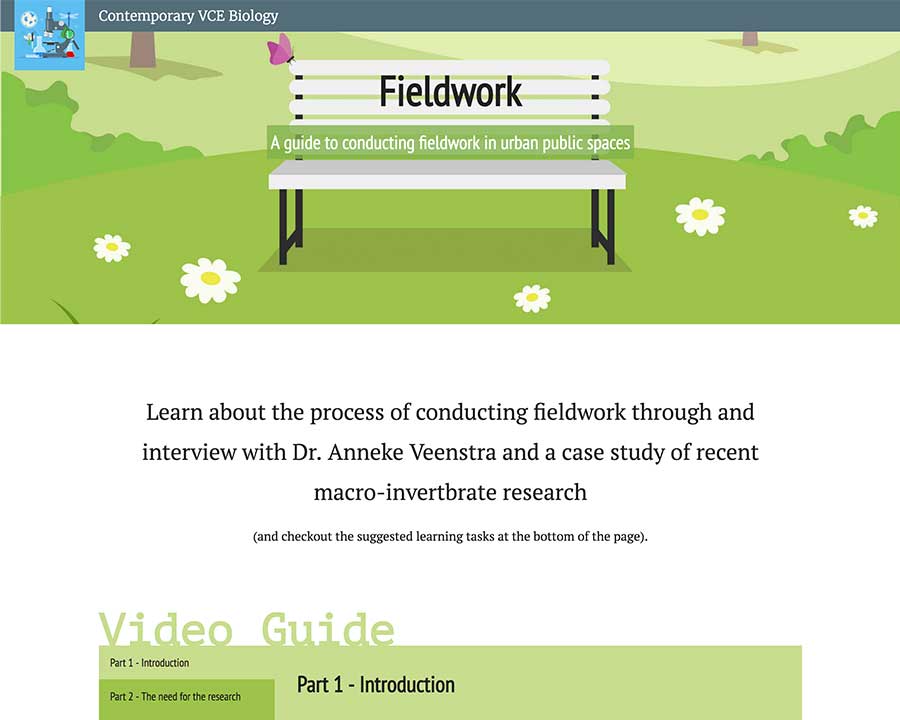 Contemporary VCE Biology
Fieldwork
A guide to conducting fieldwork in urban public spaces
Learn about the process of conducting fieldwork through and
interview with Dr. Anneke Veenstra and a case study of recent
macro-invertbrate research
(and checkout the suggested learning tasks at the bottom of the page).
Video Guide
Part 1 - Introduction
Part 2 - The need for the research
Part 1 - Introduction